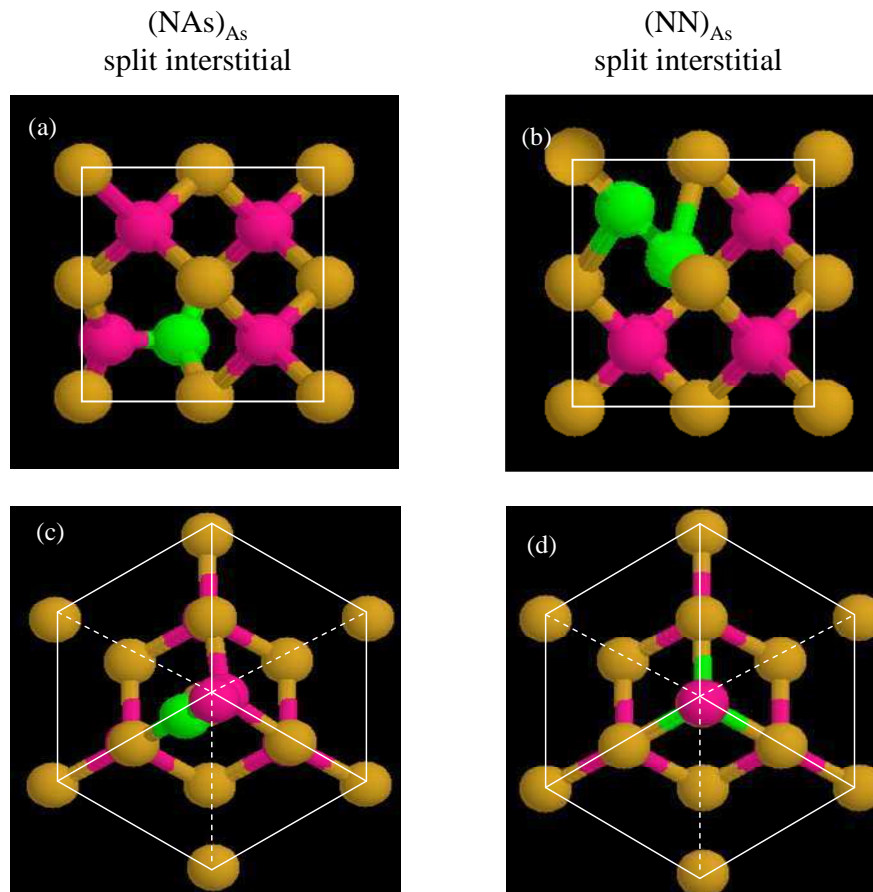 (NAs)As
split interstitial
(NN)As
split interstitial
(a)
(b)
(c)
(d)